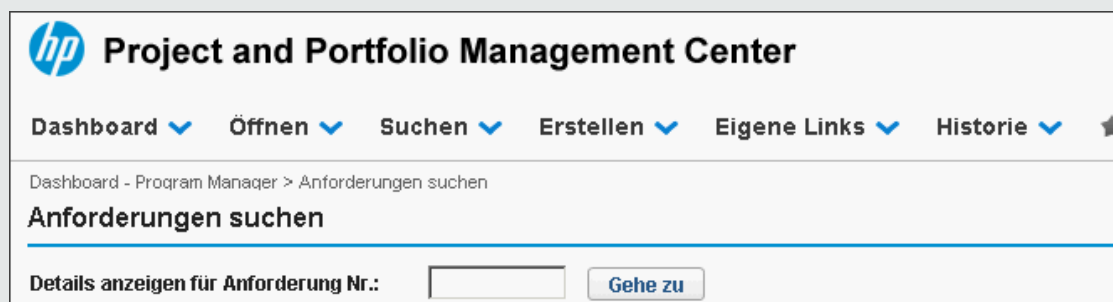 hp Project and Portfolio Management Center
Dashboard Öffnen Suchen Erstellen Eigene Links Historie
Dashboard - Program Manager > Anforderungen suchen
Anforderungen suchen
Details anzeigen für Anforderung Nr.: Gehe zu